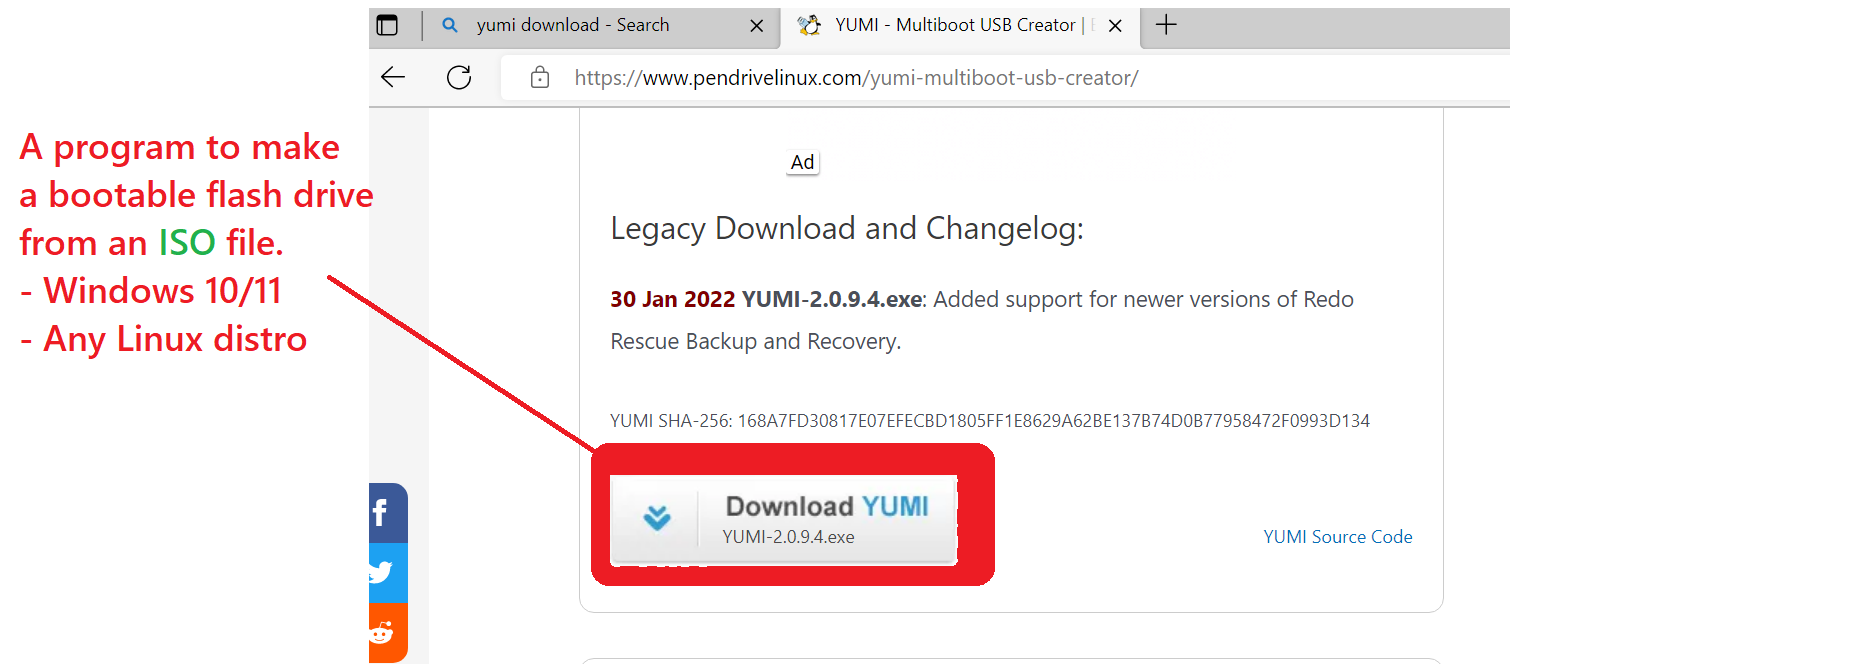 yumi download - Search
YUMI - Multiboot USB Creator |
https://www.pendrivelinux.com/yumi-multiboot-usb-creator/
A program to make
a bootable flash drive
from an ISO file.
- Windows 10/11
- Any Linux distro
Ad
Legacy Download and Changelog:
30 Jan 2022 YUMI-2.0.9.4.exe: Added support for newer versions of Redo
Rescue Backup and Recovery.
YUMI SHA-256: 168A7FD30817E07EFECBD1805FF1E8629A62BE137B74D0B77958472F0993D134
Download YUMI
YUMI-2.0.9.4.exe
YUMI Source Code